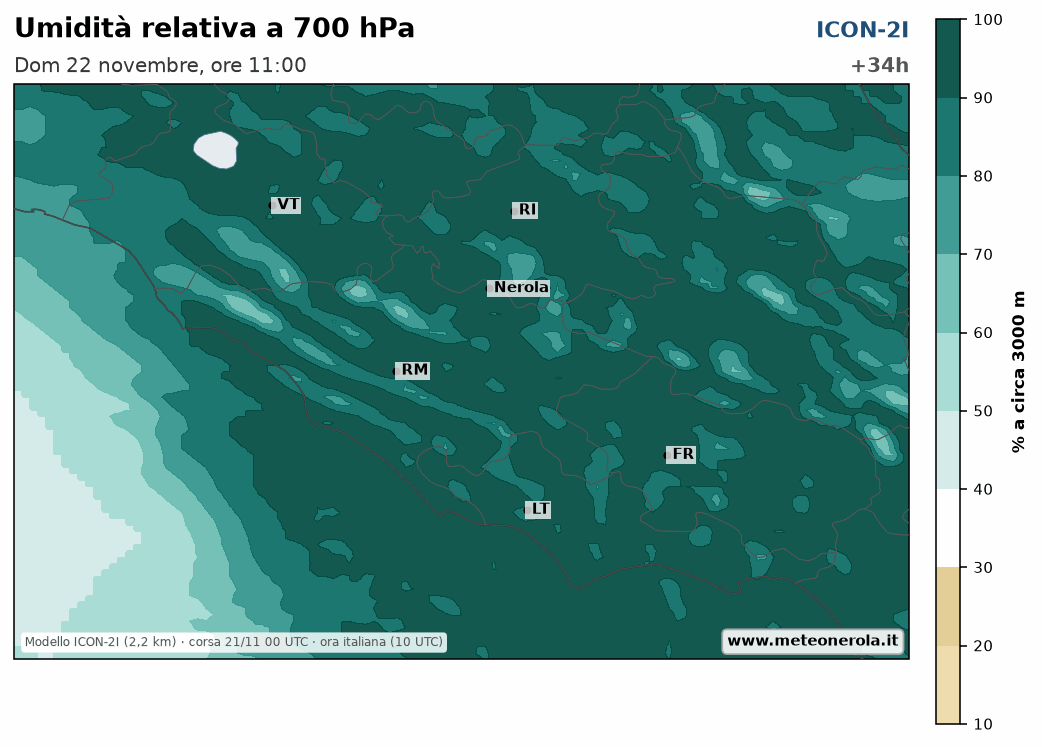 Umidità relativa a 700 hPa
ICON-2I
Dom 22 novembre, ore 11:00
+34h
VT
RI
Nerola
RM
FR
LT
Modello ICON-2I (2,2 km) · corsa 21/11 00 UTC · ora italiana (10 UTC)
www.meteonerola.it
100
90
80
70
60
50
40
30
20
10
% a circa 3000 m